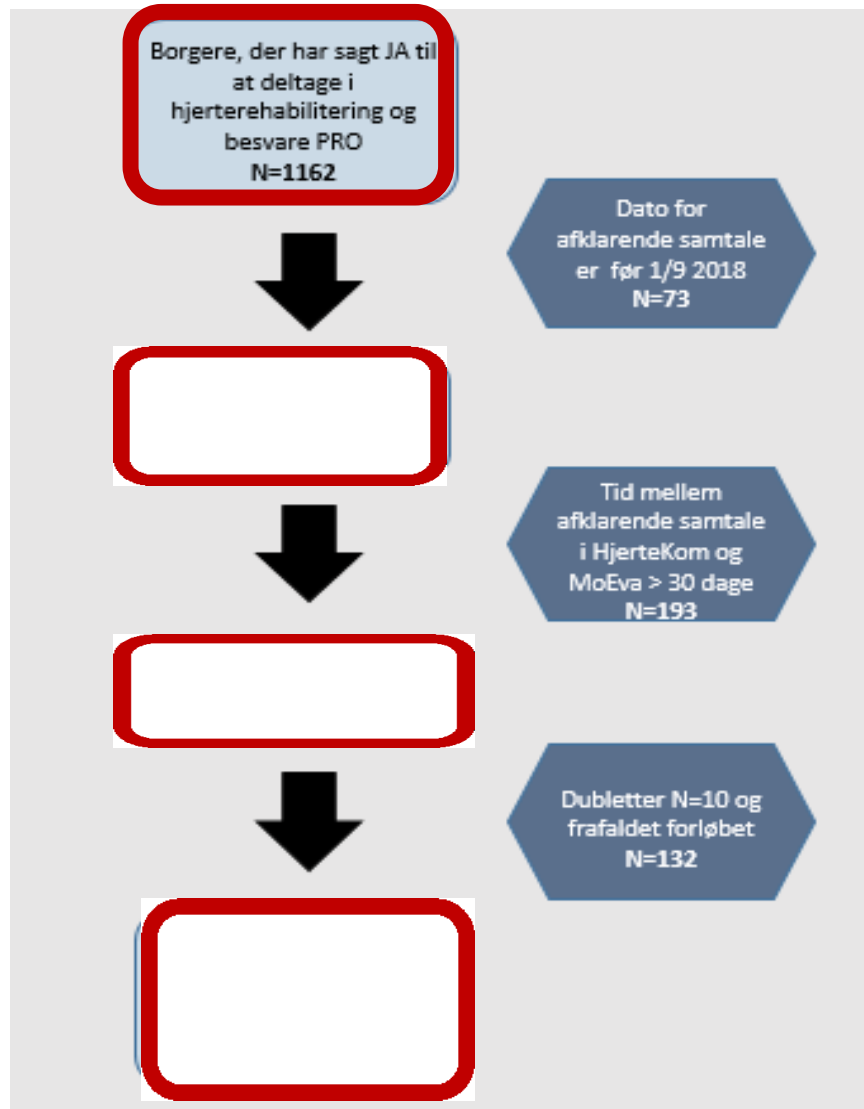 Borgere, der har sagt JA til
at deltage i
hjerterehabilitering og
besvare PRO
N=1162
Dato for
afklarende samtale
er før 1/9 2018
N=73
Tid mellem
afklarende samtale
i HjerteKom og
MoEva > 30 dage
N=193
Dubletter N=10 og
frafaldet forløbet
N=132